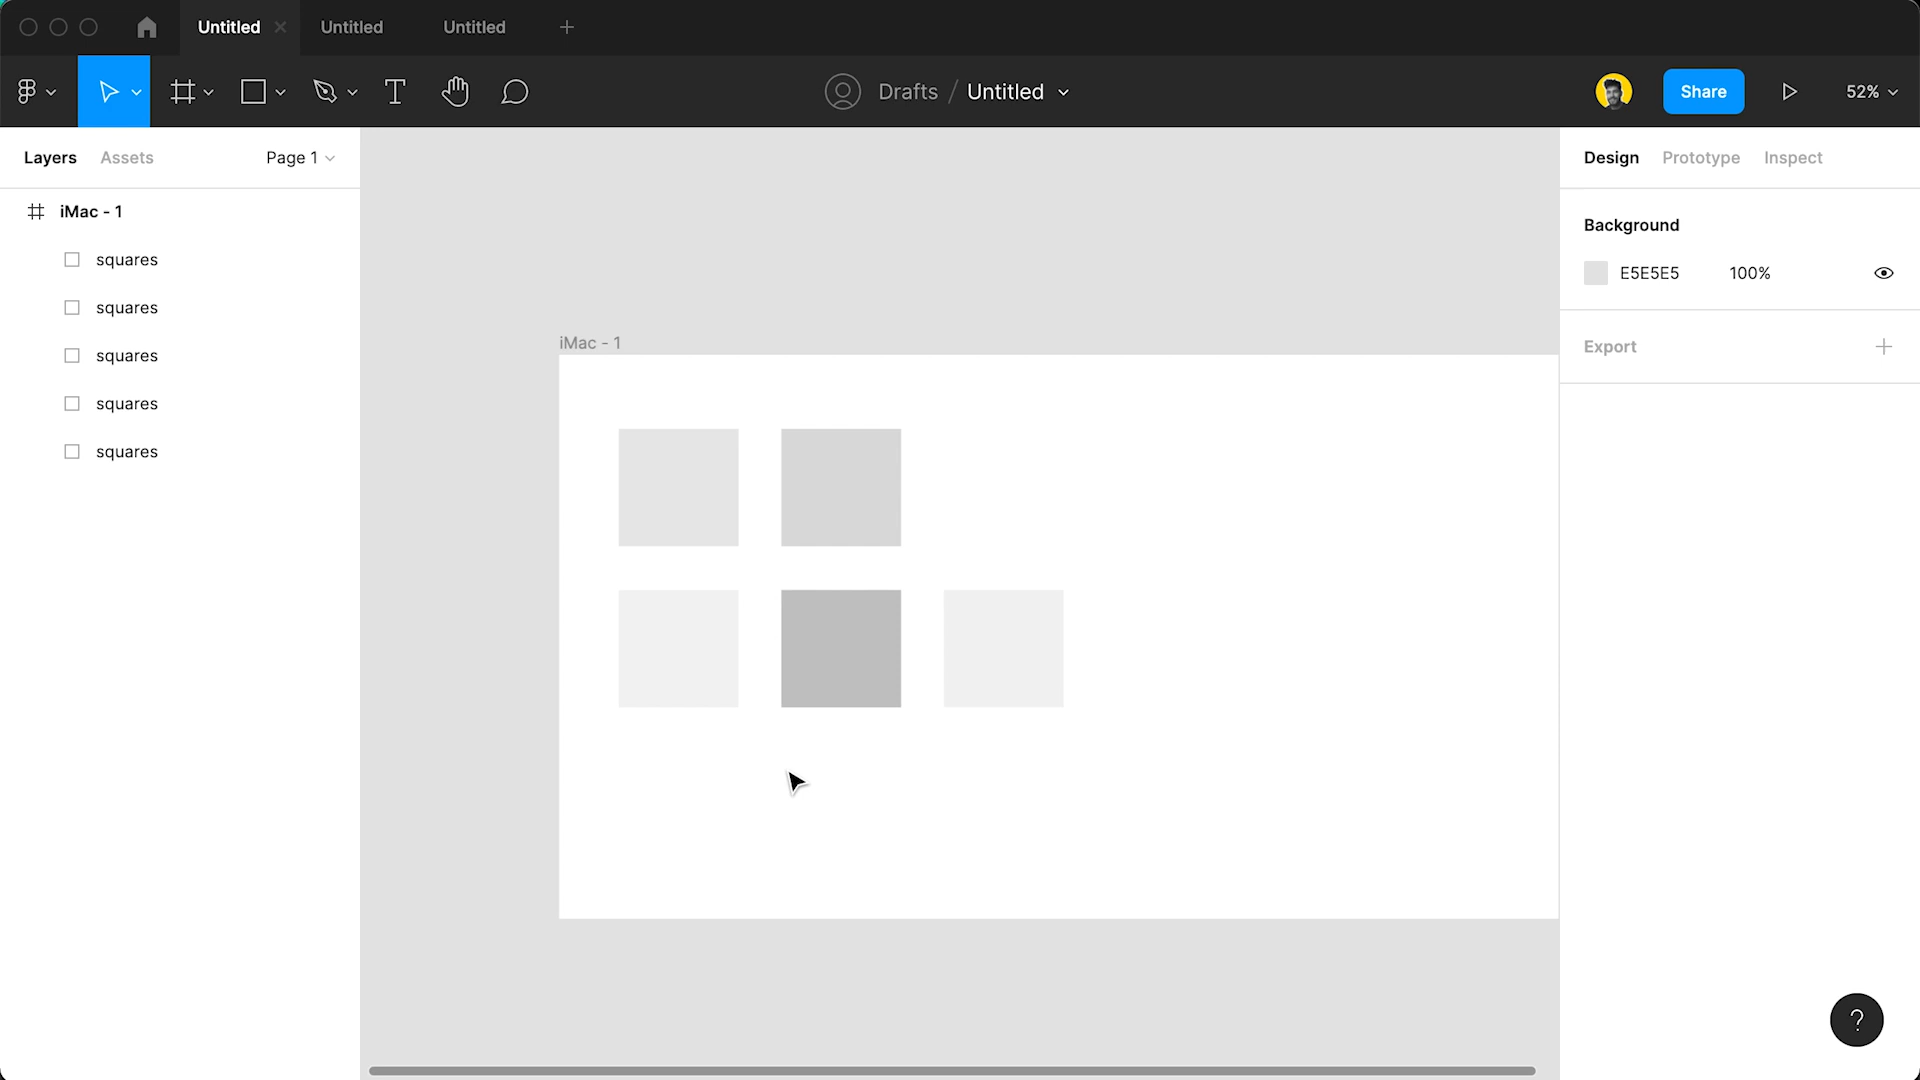 Untitled
Untitled
Untitled
Drafts / Untitled
Share
52%
Layers
Assets
Page 1
iMac - 1
squares
squares
squares
squares
squares
iMac - 1
Design
Prototype
Inspect
Background
E5E5E5
100%
Export
?